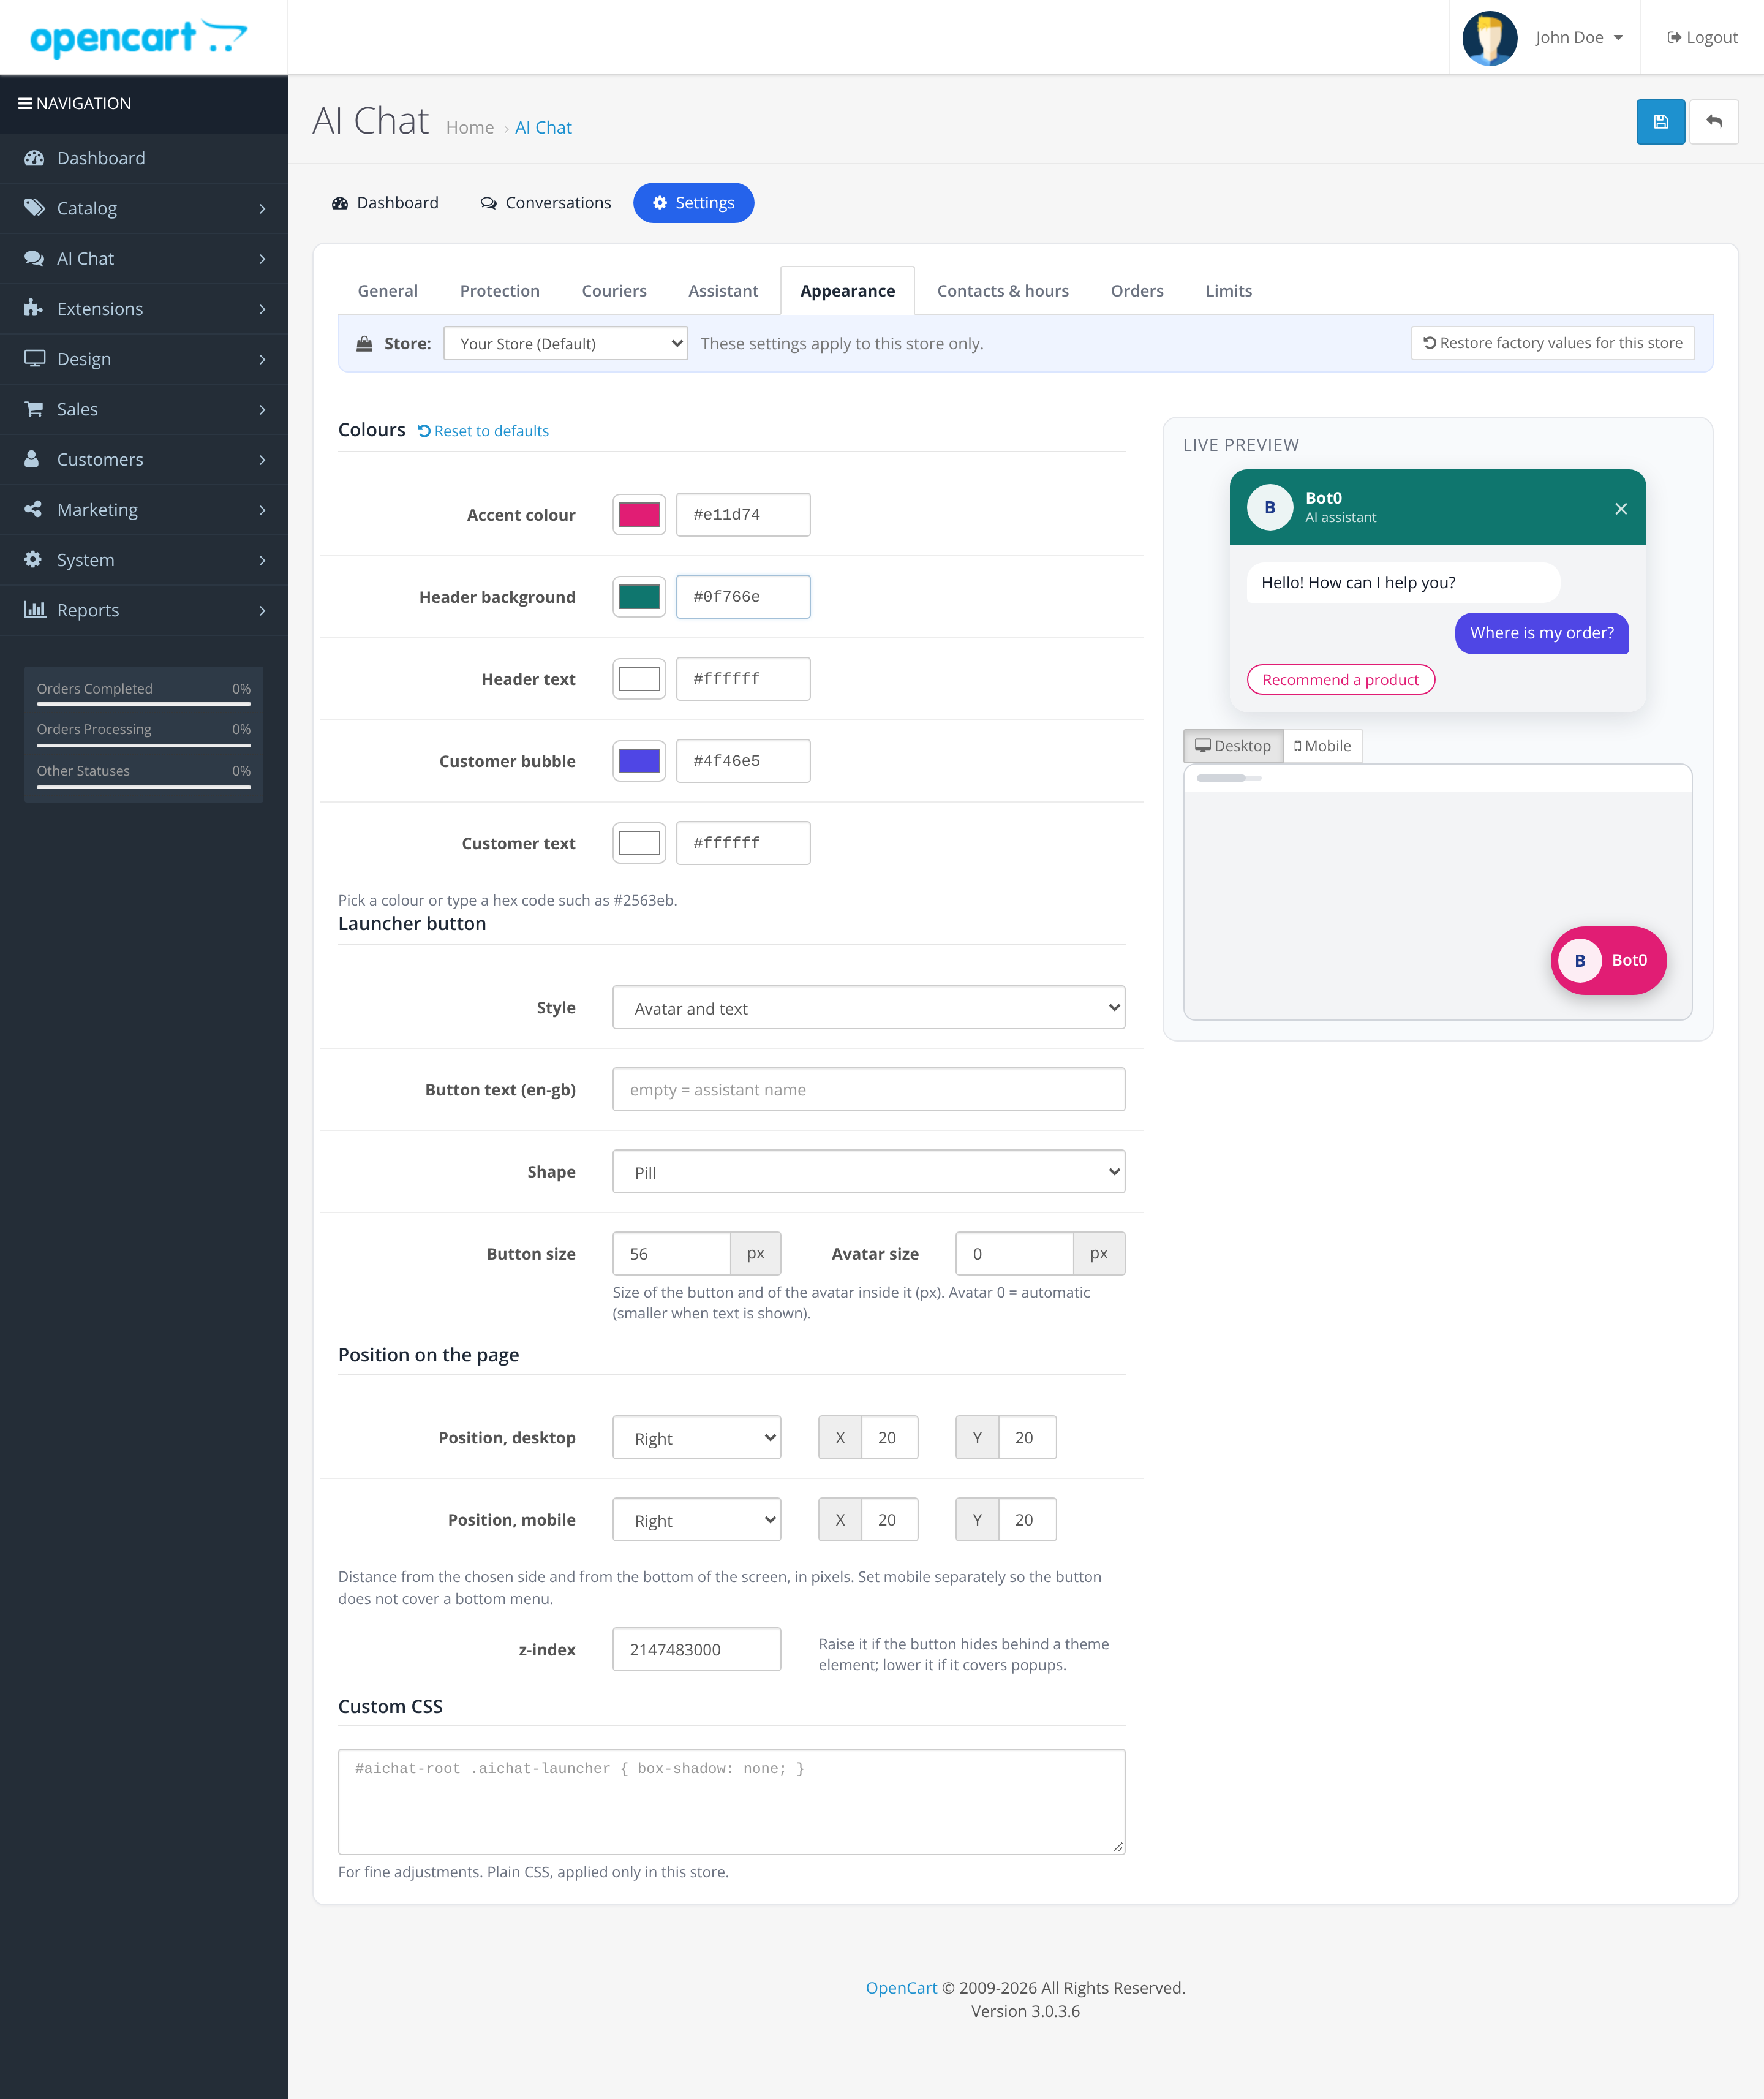 opencart
John Doe
Logout
NAVIGATION
Dashboard
Catalog
AI Chat
Extensions
Design
Sales
Customers
Marketing
System
Reports
Orders Completed 0%
Orders Processing 0%
Other Statuses 0%
AI Chat Home › AI Chat
Dashboard Conversations Settings
General Protection Couriers Assistant Appearance Contacts & hours Orders Limits
Store: Your Store (Default) These settings apply to this store only. Restore factory values for this store
Colours Reset to defaults
Accent colour #e11d74
Header background #0f766e
Header text #ffffff
Customer bubble #4f46e5
Customer text #ffffff
Pick a colour or type a hex code such as #2563eb.
Launcher button
Style Avatar and text
Button text (en-gb) empty = assistant name
Shape Pill
Button size 56 px Avatar size 0 px
Size of the button and of the avatar inside it (px). Avatar 0 = automatic
(smaller when text is shown).
Position on the page
Position, desktop Right X 20 Y 20
Position, mobile Right X 20 Y 20
Distance from the chosen side and from the bottom of the screen, in pixels. Set mobile separately so the button
does not cover a bottom menu.
z-index 2147483000
Raise it if the button hides behind a theme
element; lower it if it covers popups.
Custom CSS
#aichat-root .aichat-launcher { box-shadow: none; }
For fine adjustments. Plain CSS, applied only in this store.
LIVE PREVIEW
B
Bot0
AI assistant
×
Hello! How can I help you?
Where is my order?
Recommend a product
Desktop Mobile
B Bot0
OpenCart © 2009-2026 All Rights Reserved.
Version 3.0.3.6